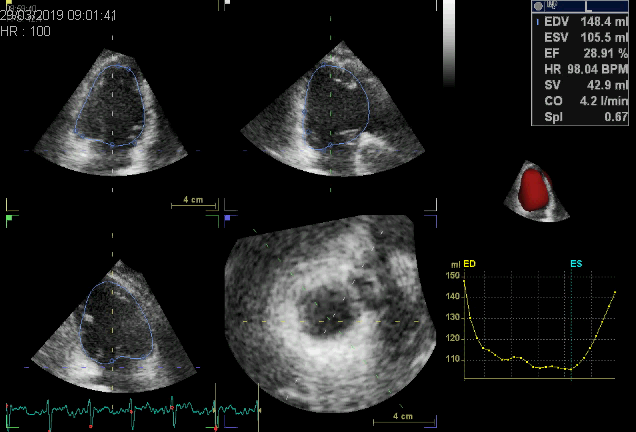 29/03/2019 09:01:41
HR : 100
L
EDV 148.4 ml
ESV 105.5 ml
EF 28.91 %
HR 98.04 BPM
SV 42.9 ml
CO 4.2 l/min
SpI 0.67
4 cm
4 cm
ml ED ES
150
140
130
120
110